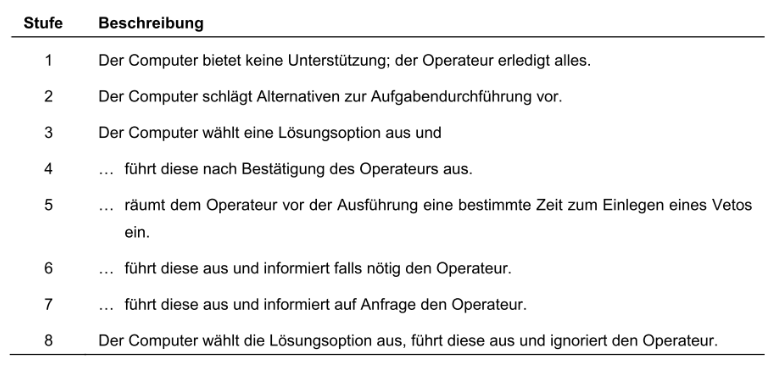 Stufe Beschreibung
1 Der Computer bietet keine Unterstützung; der Operateur erledigt alles.
2 Der Computer schlägt Alternativen zur Aufgabendurchführung vor.
3 Der Computer wählt eine Lösungsoption aus und
4 … führt diese nach Bestätigung des Operateurs aus.
5 … räumt dem Operateur vor der Ausführung eine bestimmte Zeit zum Einlegen eines Vetos
ein.
6 … führt diese aus und informiert falls nötig den Operateur.
7 … führt diese aus und informiert auf Anfrage den Operateur.
8 Der Computer wählt die Lösungsoption aus, führt diese aus und ignoriert den Operateur.